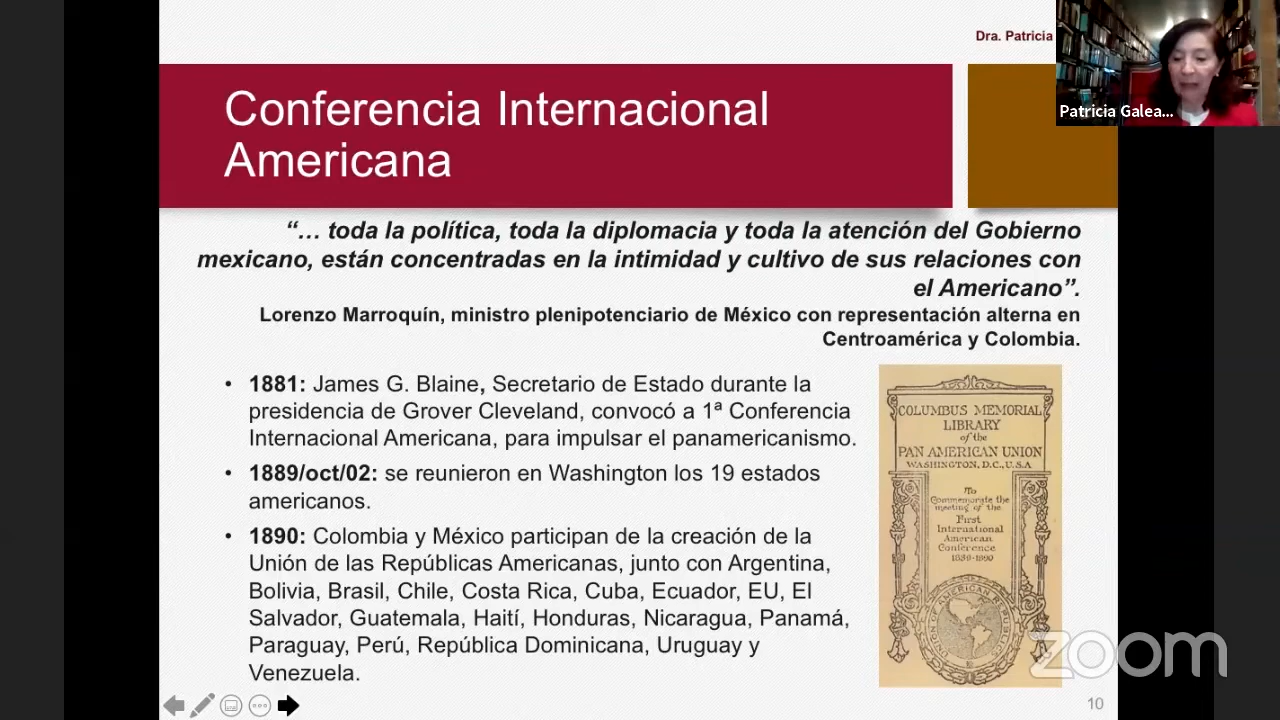 Dra. Patricia
Patricia Galea...
Conferencia Internacional
Americana
“… toda la política, toda la diplomacia y toda la atención del Gobierno
mexicano, están concentradas en la intimidad y cultivo de sus relaciones con
el Americano”.
Lorenzo Marroquín, ministro plenipotenciario de México con representación alterna en
Centroamérica y Colombia.
• 1881: James G. Blaine, Secretario de Estado durante la
presidencia de Grover Cleveland, convocó a 1ª Conferencia
Internacional Americana, para impulsar el panamericanismo.
• 1889/oct/02: se reunieron en Washington los 19 estados
americanos.
• 1890: Colombia y México participan de la creación de la
Unión de las Repúblicas Americanas, junto con Argentina,
Bolivia, Brasil, Chile, Costa Rica, Cuba, Ecuador, EU, El
Salvador, Guatemala, Haití, Honduras, Nicaragua, Panamá,
Paraguay, Perú, República Dominicana, Uruguay y
Venezuela.
COLUMBUS MEMORIAL
LIBRARY
of the
PAN AMERICAN UNION
WASHINGTON, D.C., U.S.A
To
Commemorate the
meeting of the
First
International
American
Conference
1889-1890
zoom
10